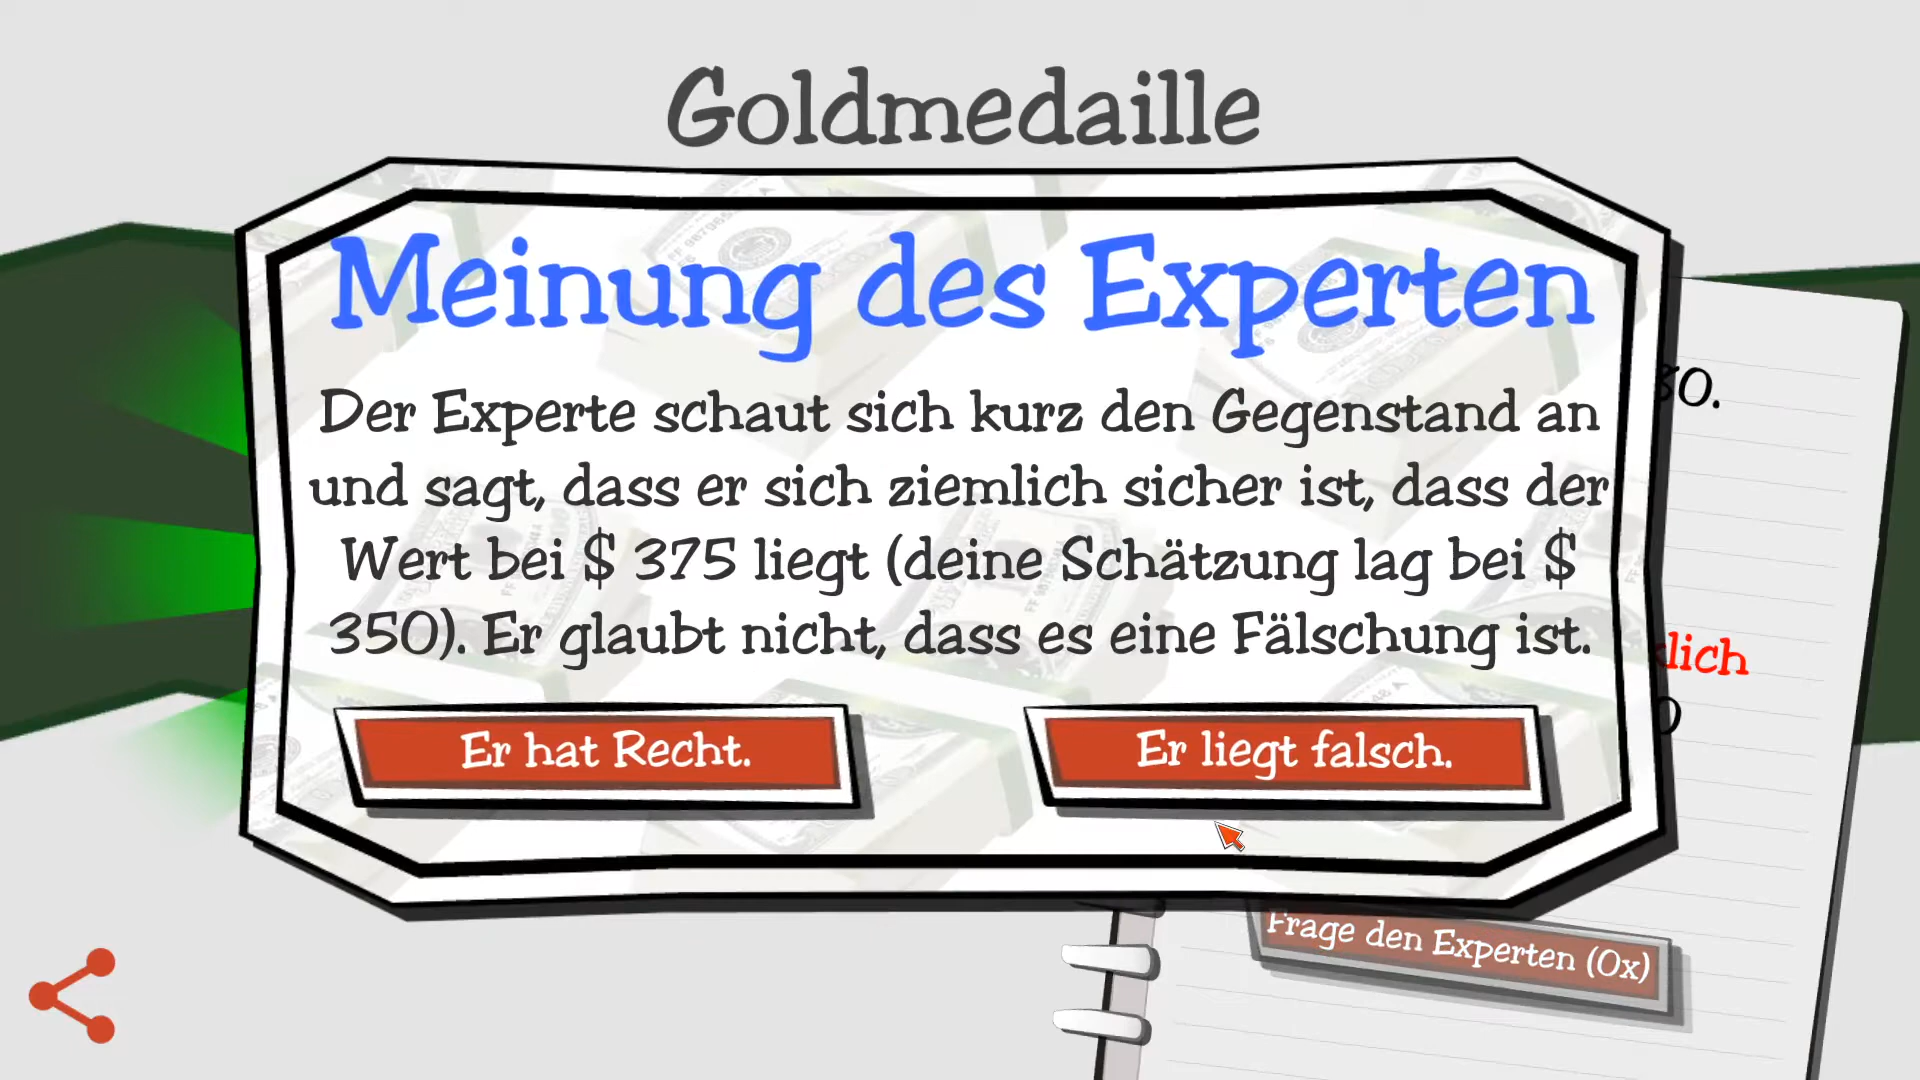 Goldmedaille
Meinung des Experten
Der Experte schaut sich kurz den Gegenstand an
und sagt, dass er sich ziemlich sicher ist, dass der
Wert bei $ 375 liegt (deine Schätzung lag bei $
350). Er glaubt nicht, dass es eine Fälschung ist.
Er hat Recht.
Er liegt falsch.
Frage den Experten (0x)